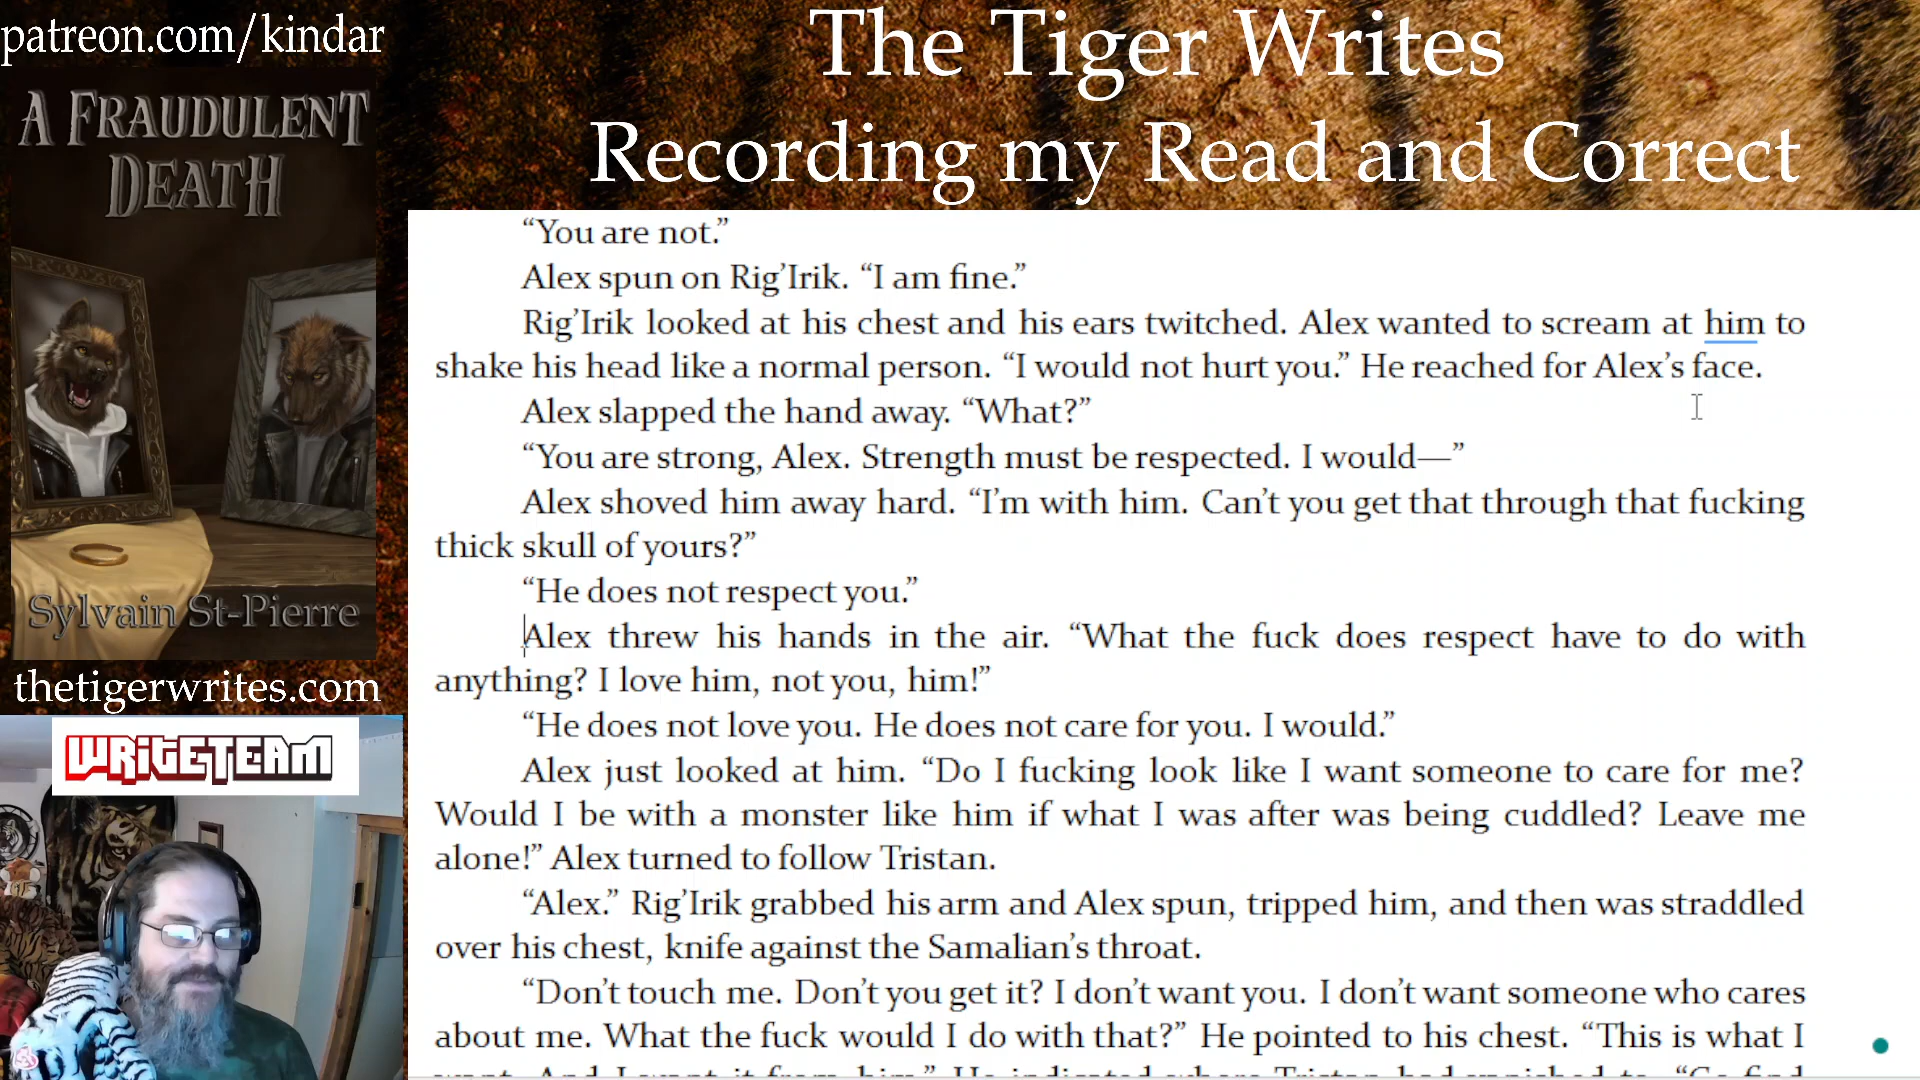 patreon.com/kindar
The Tiger Writes
Recording my Read and Correct
A FRAUDULENT
DEATH
Sylvain St-Pierre
thetigerwrites.com
WRITETEAM
“You are not.”
Alex spun on Rig’Irik. “I am fine.”
Rig’Irik looked at his chest and his ears twitched. Alex wanted to scream at him to
shake his head like a normal person. “I would not hurt you.” He reached for Alex’s face.
Alex slapped the hand away. “What?”
“You are strong, Alex. Strength must be respected. I would—”
Alex shoved him away hard. “I’m with him. Can’t you get that through that fucking
thick skull of yours?”
“He does not respect you.”
Alex threw his hands in the air. “What the fuck does respect have to do with
anything? I love him, not you, him!”
“He does not love you. He does not care for you. I would.”
Alex just looked at him. “Do I fucking look like I want someone to care for me?
Would I be with a monster like him if what I was after was being cuddled? Leave me
alone!” Alex turned to follow Tristan.
“Alex.” Rig’Irik grabbed his arm and Alex spun, tripped him, and then was straddled
over his chest, knife against the Samalian’s throat.
“Don’t touch me. Don’t you get it? I don’t want you. I don’t want someone who cares
about me. What the fuck would I do with that?” He pointed to his chest. “This is what I